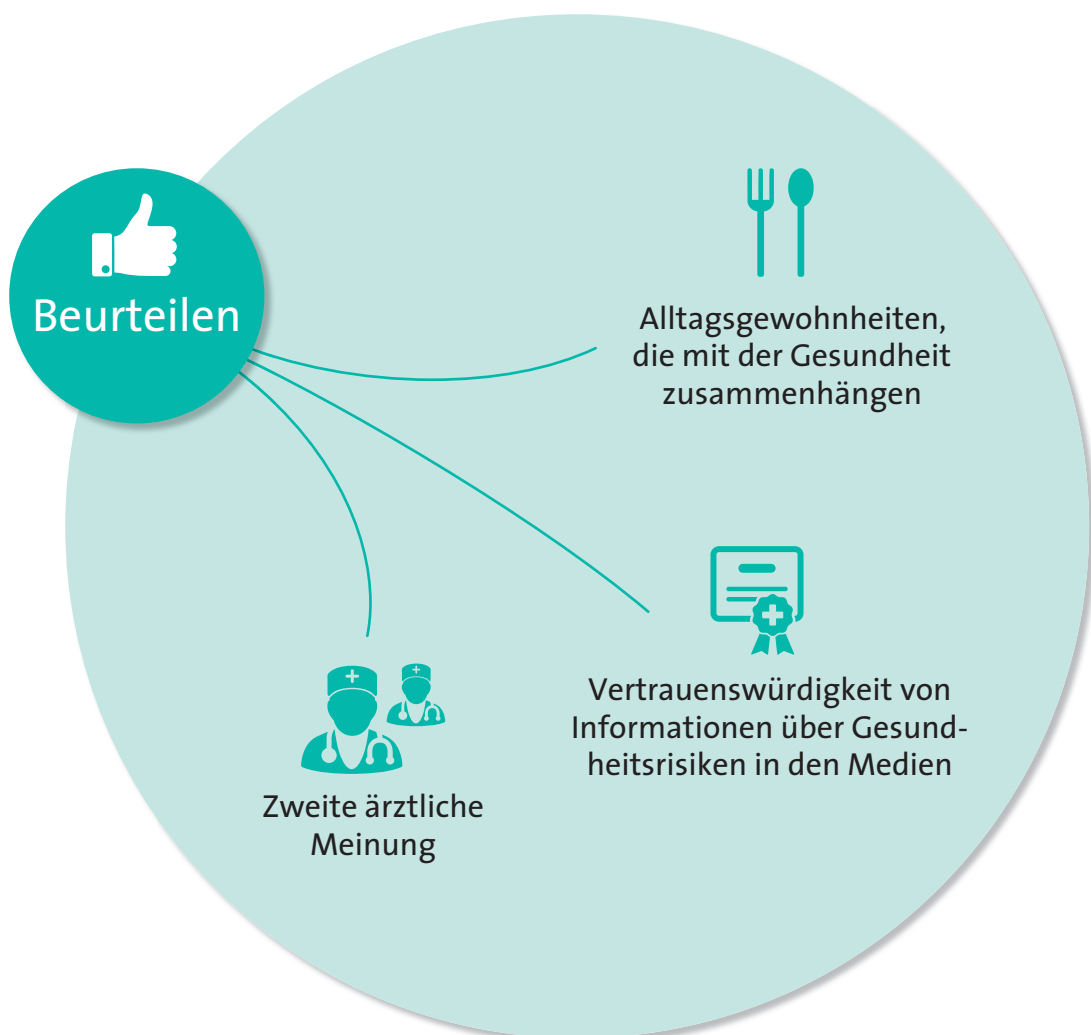 Beurteilen
Alltagsgewohnheiten,
die mit der Gesundheit
zusammenhängen
Vertrauenswürdigkeit von
Informationen über Gesund-
heitsrisiken in den Medien
Zweite ärztliche
Meinung